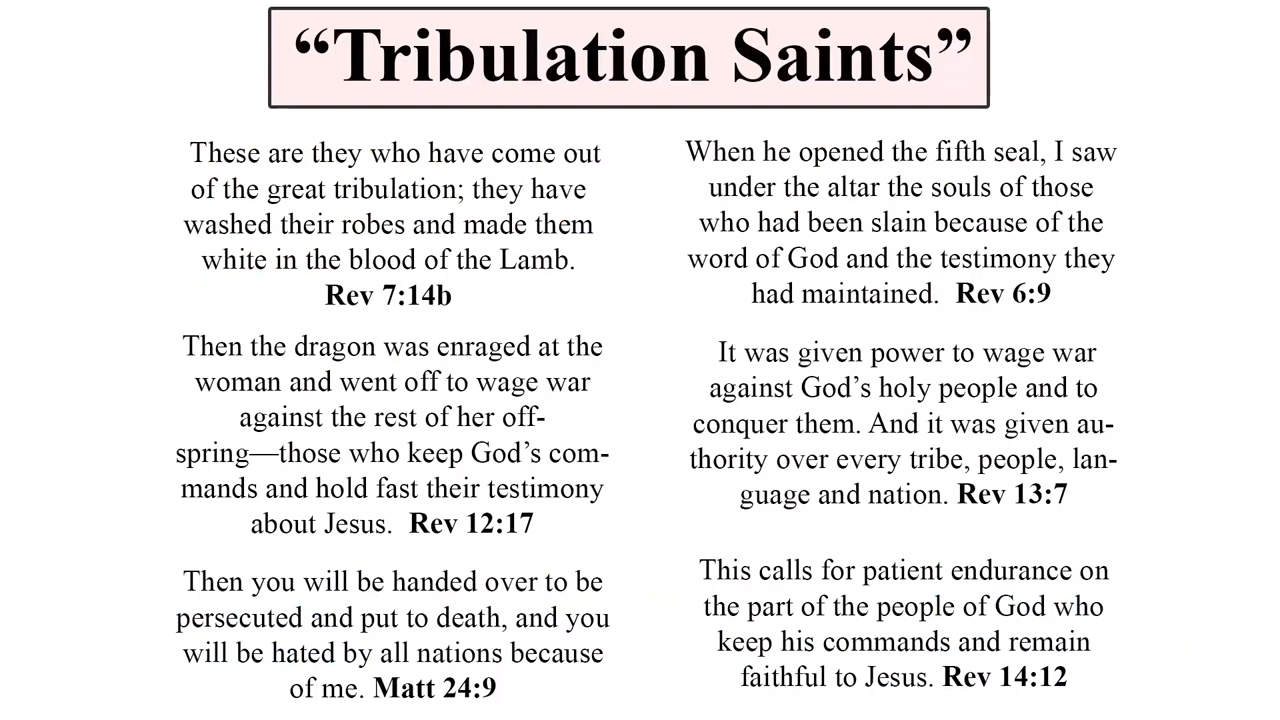 “Tribulation Saints”
These are they who have come out
of the great tribulation; they have
washed their robes and made them
white in the blood of the Lamb.
Rev 7:14b
Then the dragon was enraged at the
woman and went off to wage war
against the rest of her off-
spring—those who keep God’s com-
mands and hold fast their testimony
about Jesus.  Rev 12:17
Then you will be handed over to be
persecuted and put to death, and you
will be hated by all nations because
of me. Matt 24:9
When he opened the fifth seal, I saw
under the altar the souls of those
who had been slain because of the
word of God and the testimony they
had maintained.  Rev 6:9
It was given power to wage war
against God’s holy people and to
conquer them. And it was given au-
thority over every tribe, people, lan-
guage and nation. Rev 13:7
This calls for patient endurance on
the part of the people of God who
keep his commands and remain
faithful to Jesus. Rev 14:12